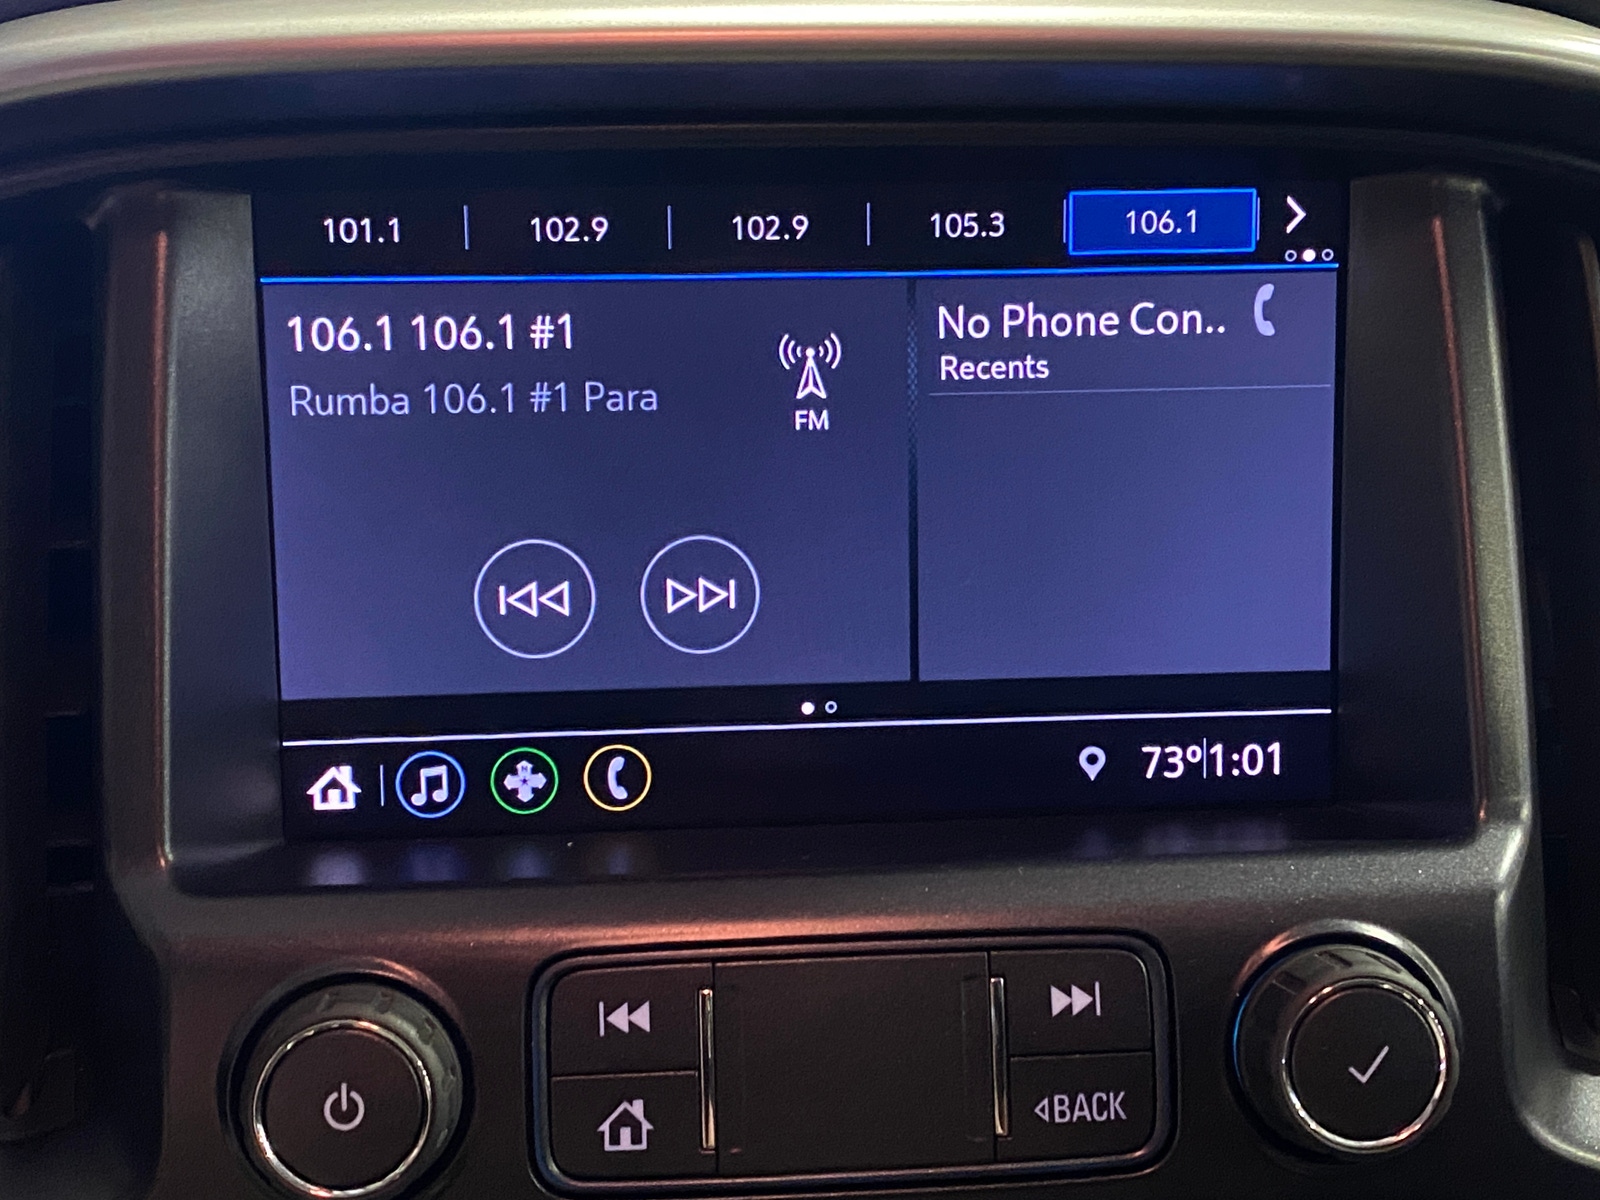 101.1 102.9 102.9 105.3 106.1
106.1 106.1 #1
Rumba 106.1 #1 Para
FM
No Phone Con..
Recents
73º 1:01
BACK